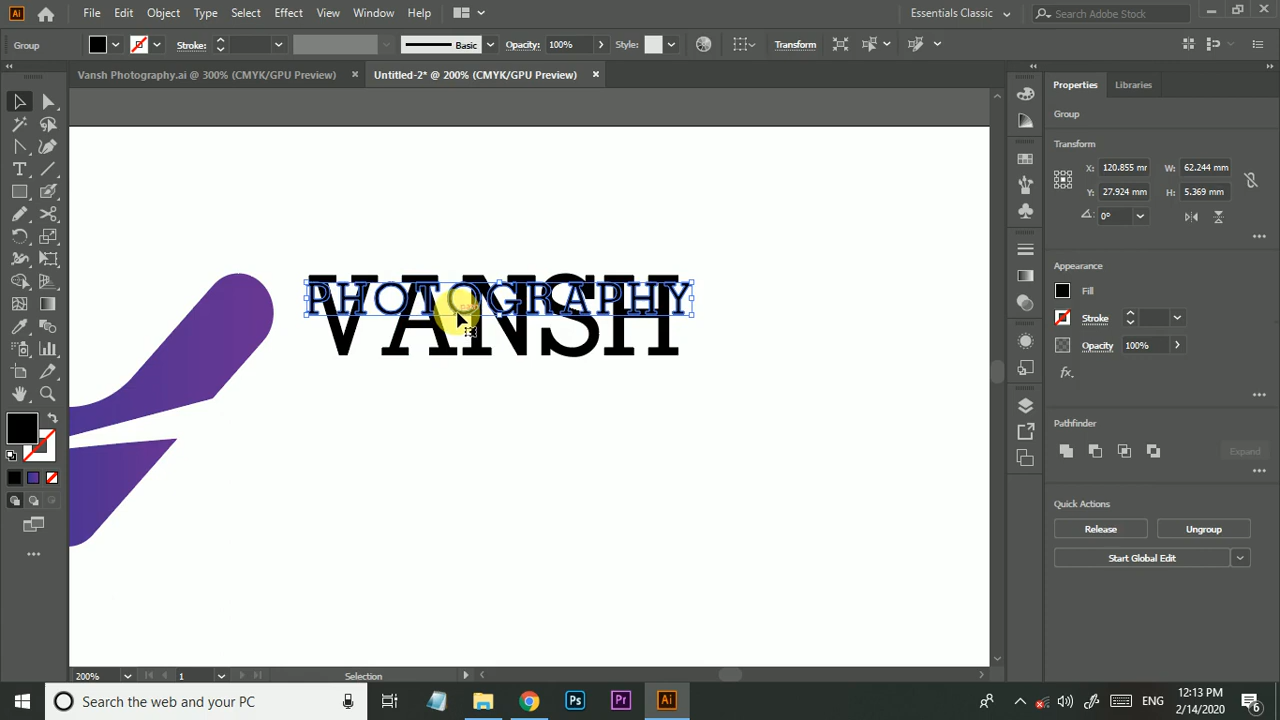 Ai File Edit Object Type Select Effect View Window Help Essentials Classic Search Adobe Stock
Group Stroke: Basic Opacity: 100% Style: Transform
Vansh Photography.ai @ 300% (CMYK/GPU Preview) × Untitled-2* @ 200% (CMYK/GPU Preview) ×
Properties Libraries
Group
Transform
X: 120.855 mr W: 62.244 mm
Y: 27.924 mm H: 5.369 mm
0°
Appearance
Fill
Stroke
Opacity 100%
fx.
Pathfinder
Expand
Quick Actions
Release Ungroup
Start Global Edit
PHOTOGRAPHY
VANSH
200% 1 Selection
Search the web and your PC Ps Pr Ai ENG 12:13 PM
2/14/2020 6